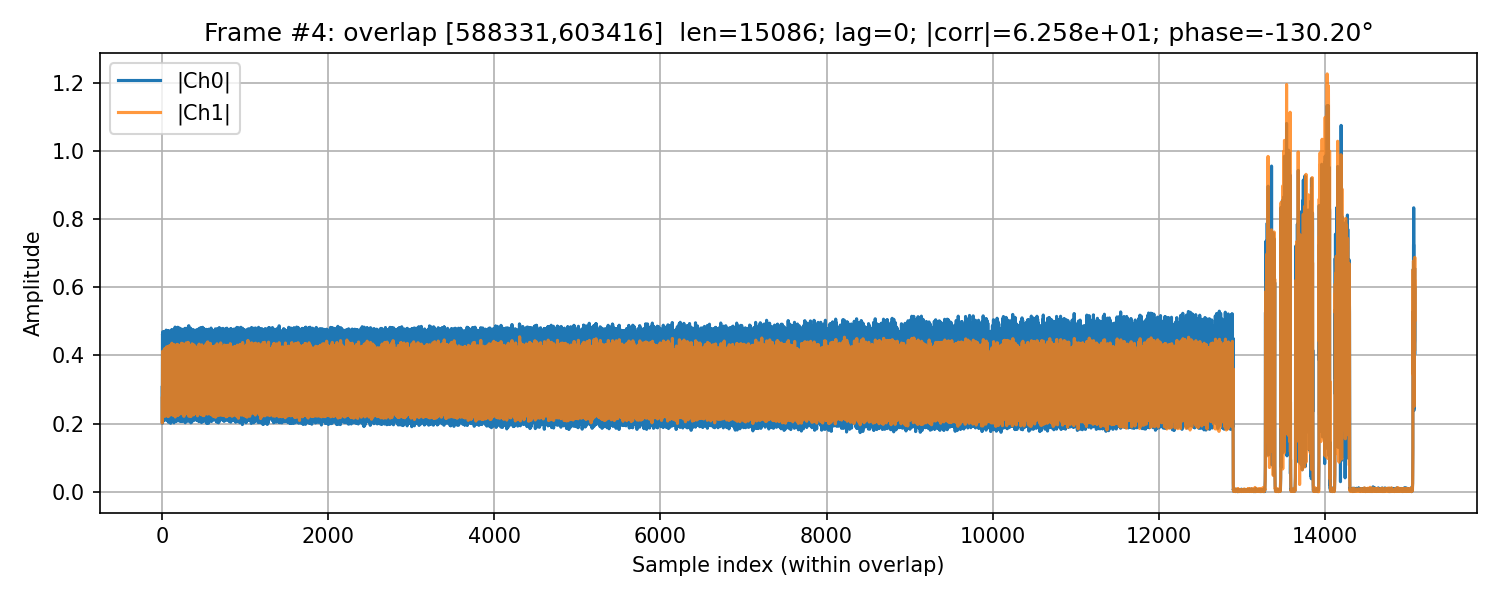 Frame #4: overlap [588331,603416]  len=15086; lag=0; |corr|=6.258e+01; phase=-130.20°
|Ch0|
|Ch1|
1.2
1.0
0.8
0.6
0.4
0.2
0.0
Amplitude
0 2000 4000 6000 8000 10000 12000 14000
Sample index (within overlap)